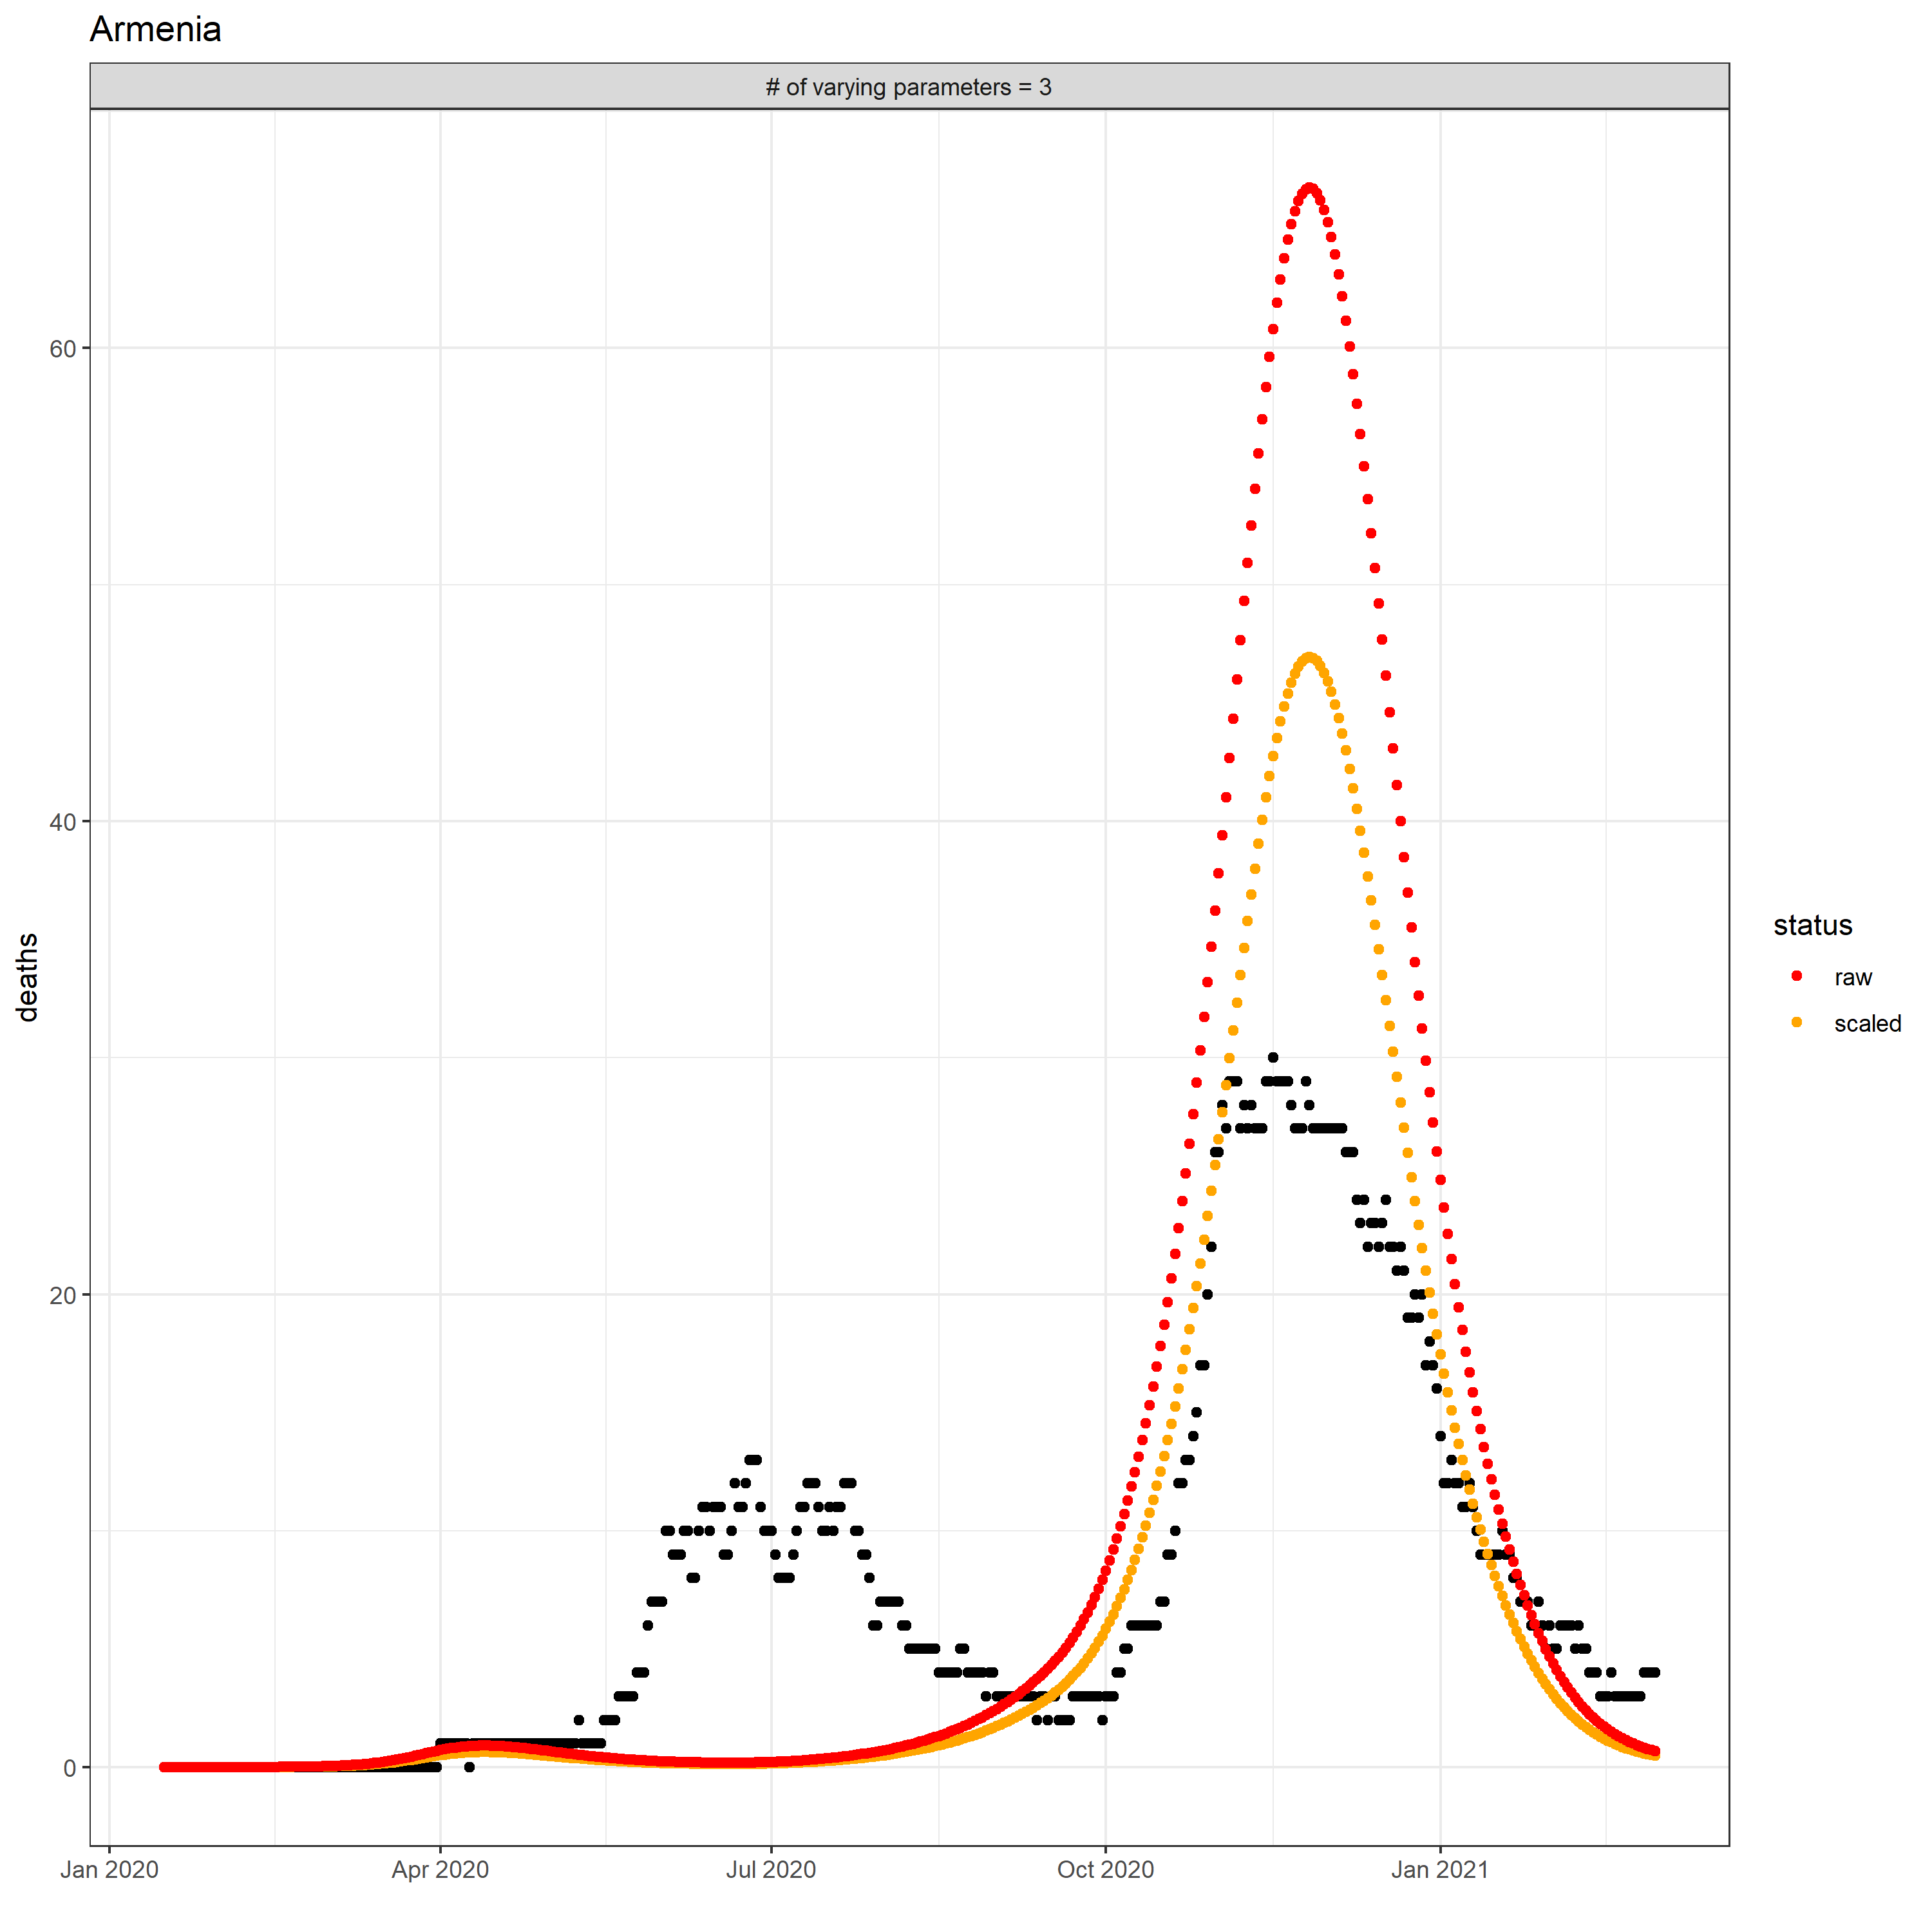 Armenia
# of varying parameters = 3
deaths
60
40
20
0
Jan 2020
Apr 2020
Jul 2020
Oct 2020
Jan 2021
status
raw
scaled